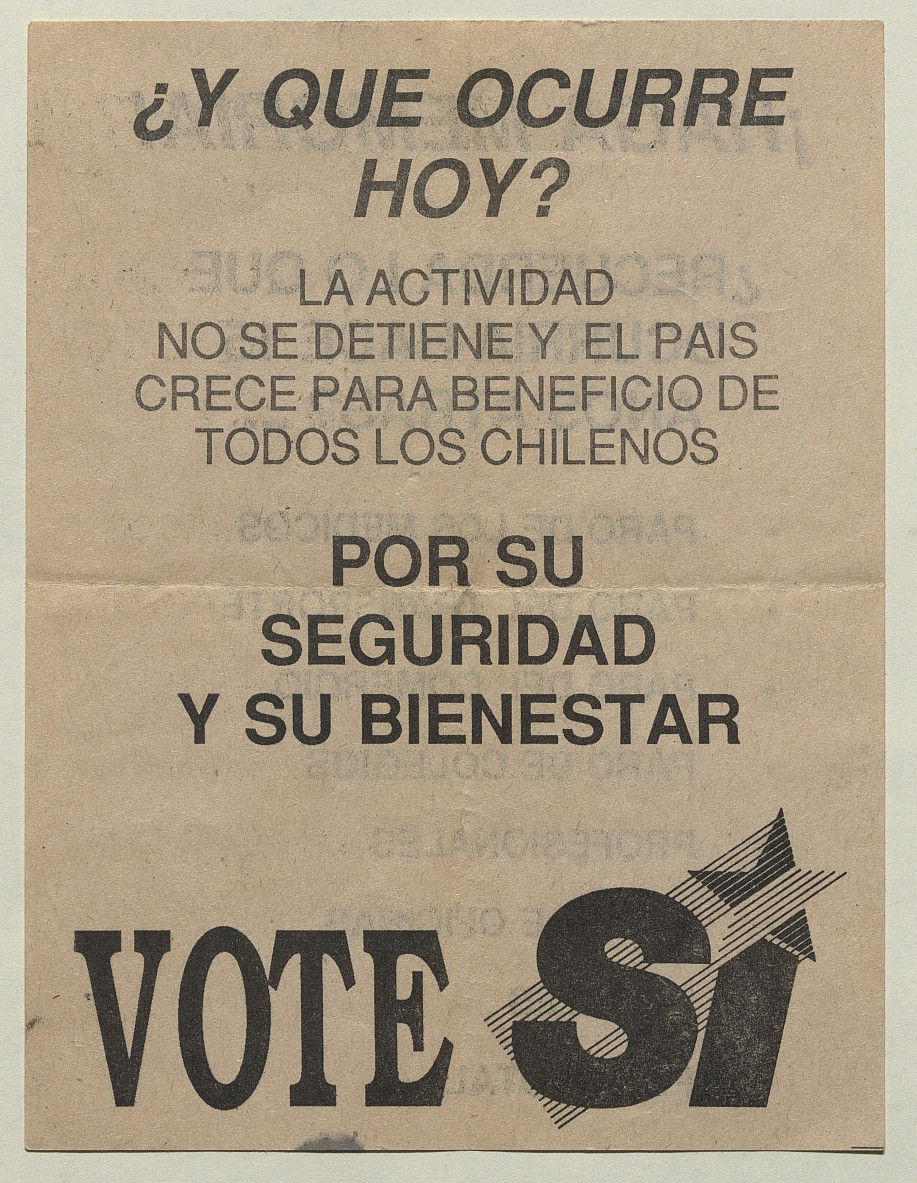 ¿Y QUE OCURRE
HOY?
LA ACTIVIDAD
NO SE DETIENE Y EL PAIS
CRECE PARA BENEFICIO DE
TODOS LOS CHILENOS
POR SU
SEGURIDAD
Y SU BIENESTAR
VOTE SÍ